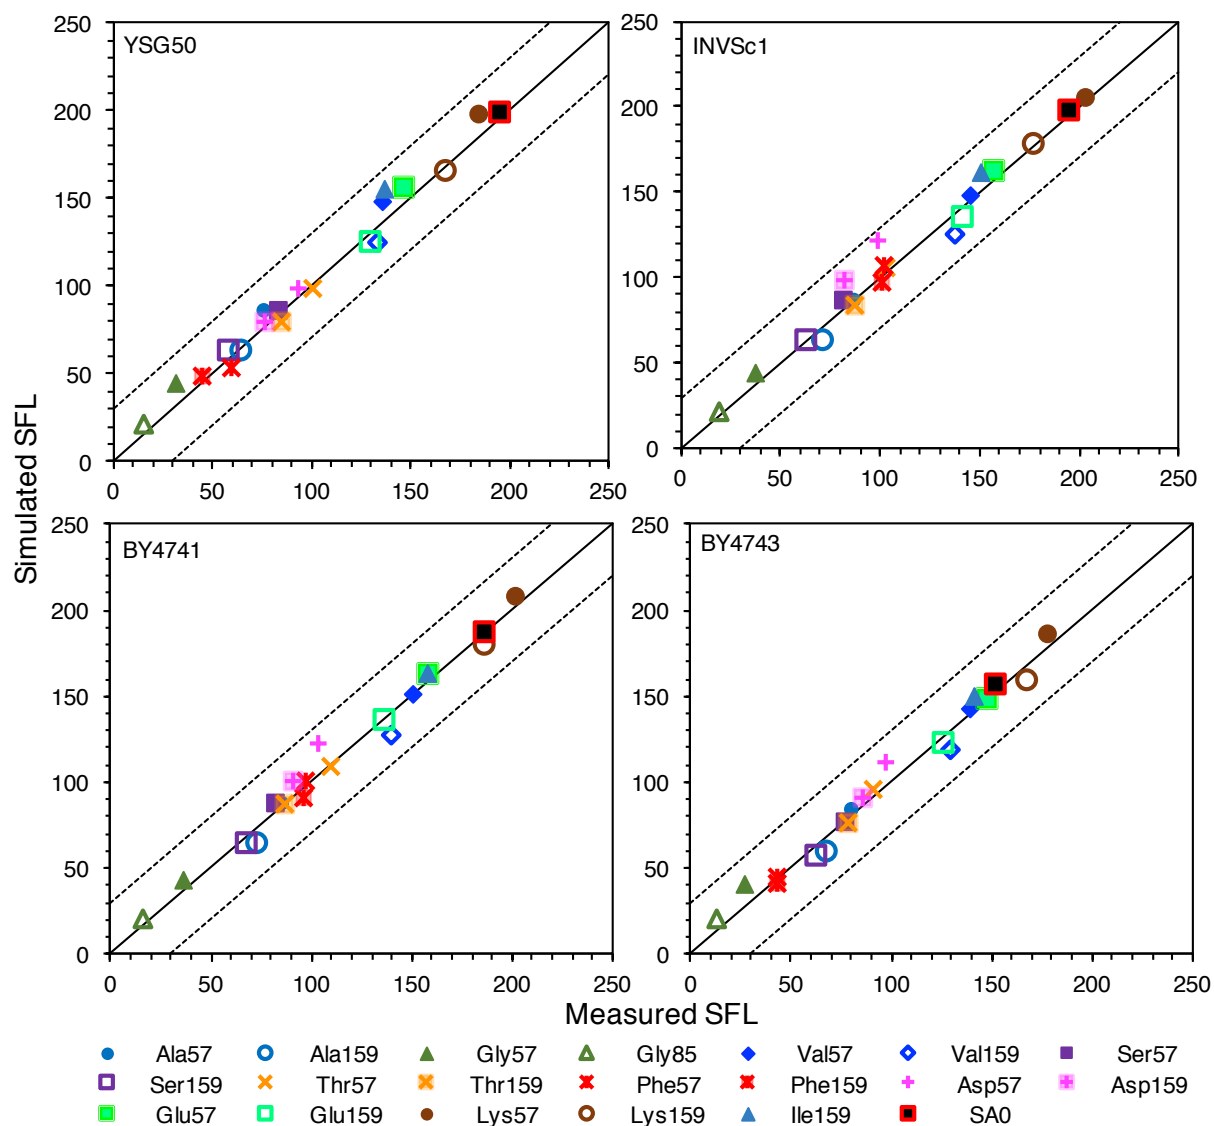 250
YSG50
200
150
100
50
0
0 50 100 150 200 250
250
INVSc1
200
150
100
50
0
0 50 100 150 200 250
Simulated SFL
250
BY4741
200
150
100
50
0
0 50 100 150 200 250
250
BY4743
200
150
100
50
0
0 50 100 150 200 250
Measured SFL
Ala57 Ala159 Gly57 Gly85 Val57 Val159 Ser57
Ser159 Thr57 Thr159 Phe57 Phe159 Asp57 Asp159
Glu57 Glu159 Lys57 Lys159 Ile159 SA0